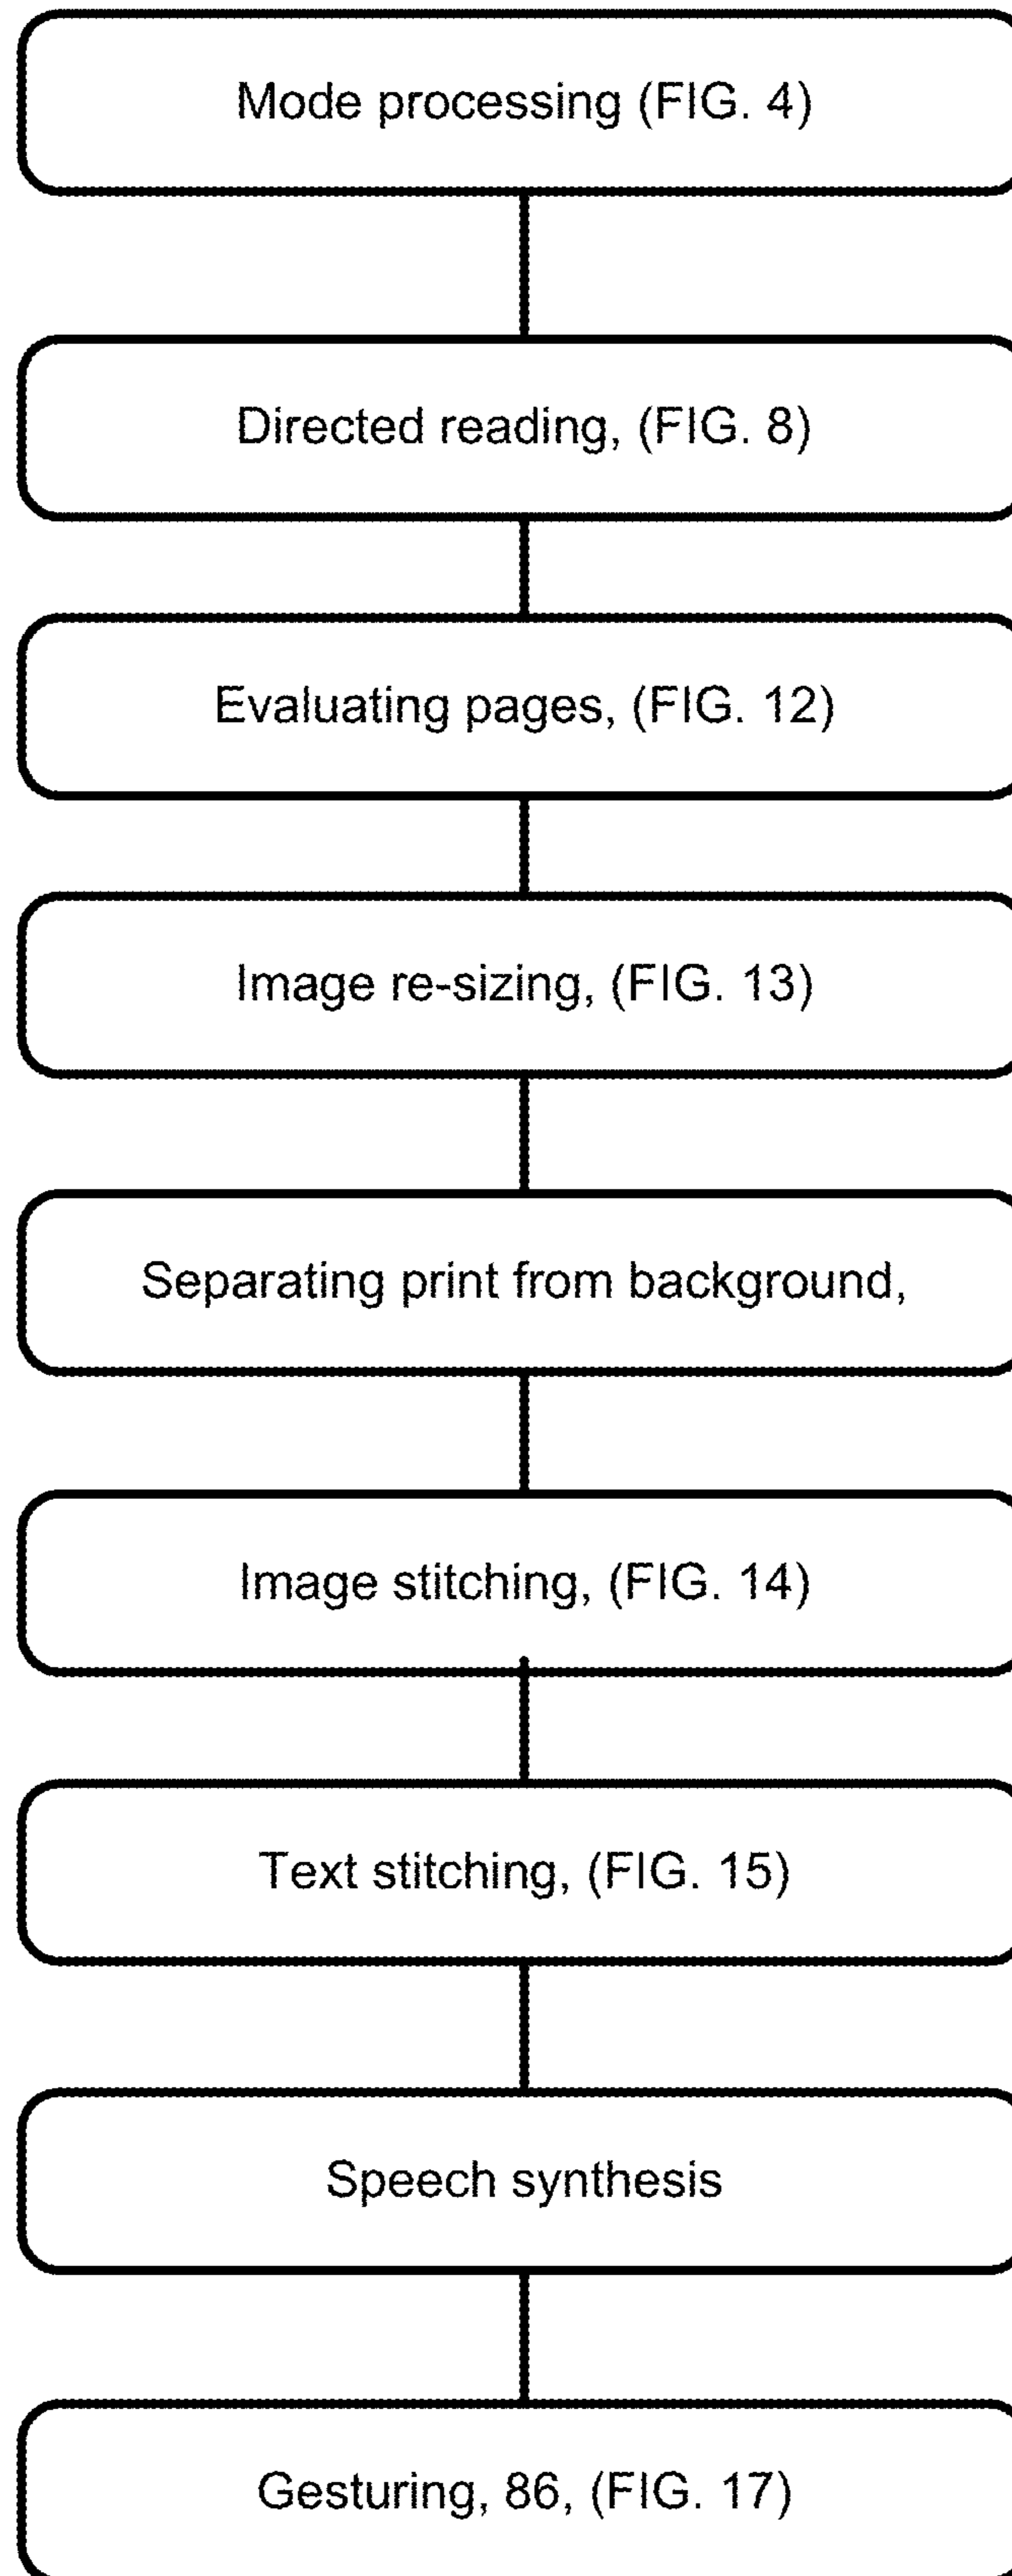 Mode processing (FIG. 4)
Directed reading, (FIG. 8)
Evaluating pages, (FIG. 12)
Image re-sizing, (FIG. 13)
Separating print from background,
Image stitching, (FIG. 14)
Text stitching, (FIG. 15)
Speech synthesis
Gesturing, 86, (FIG. 17)